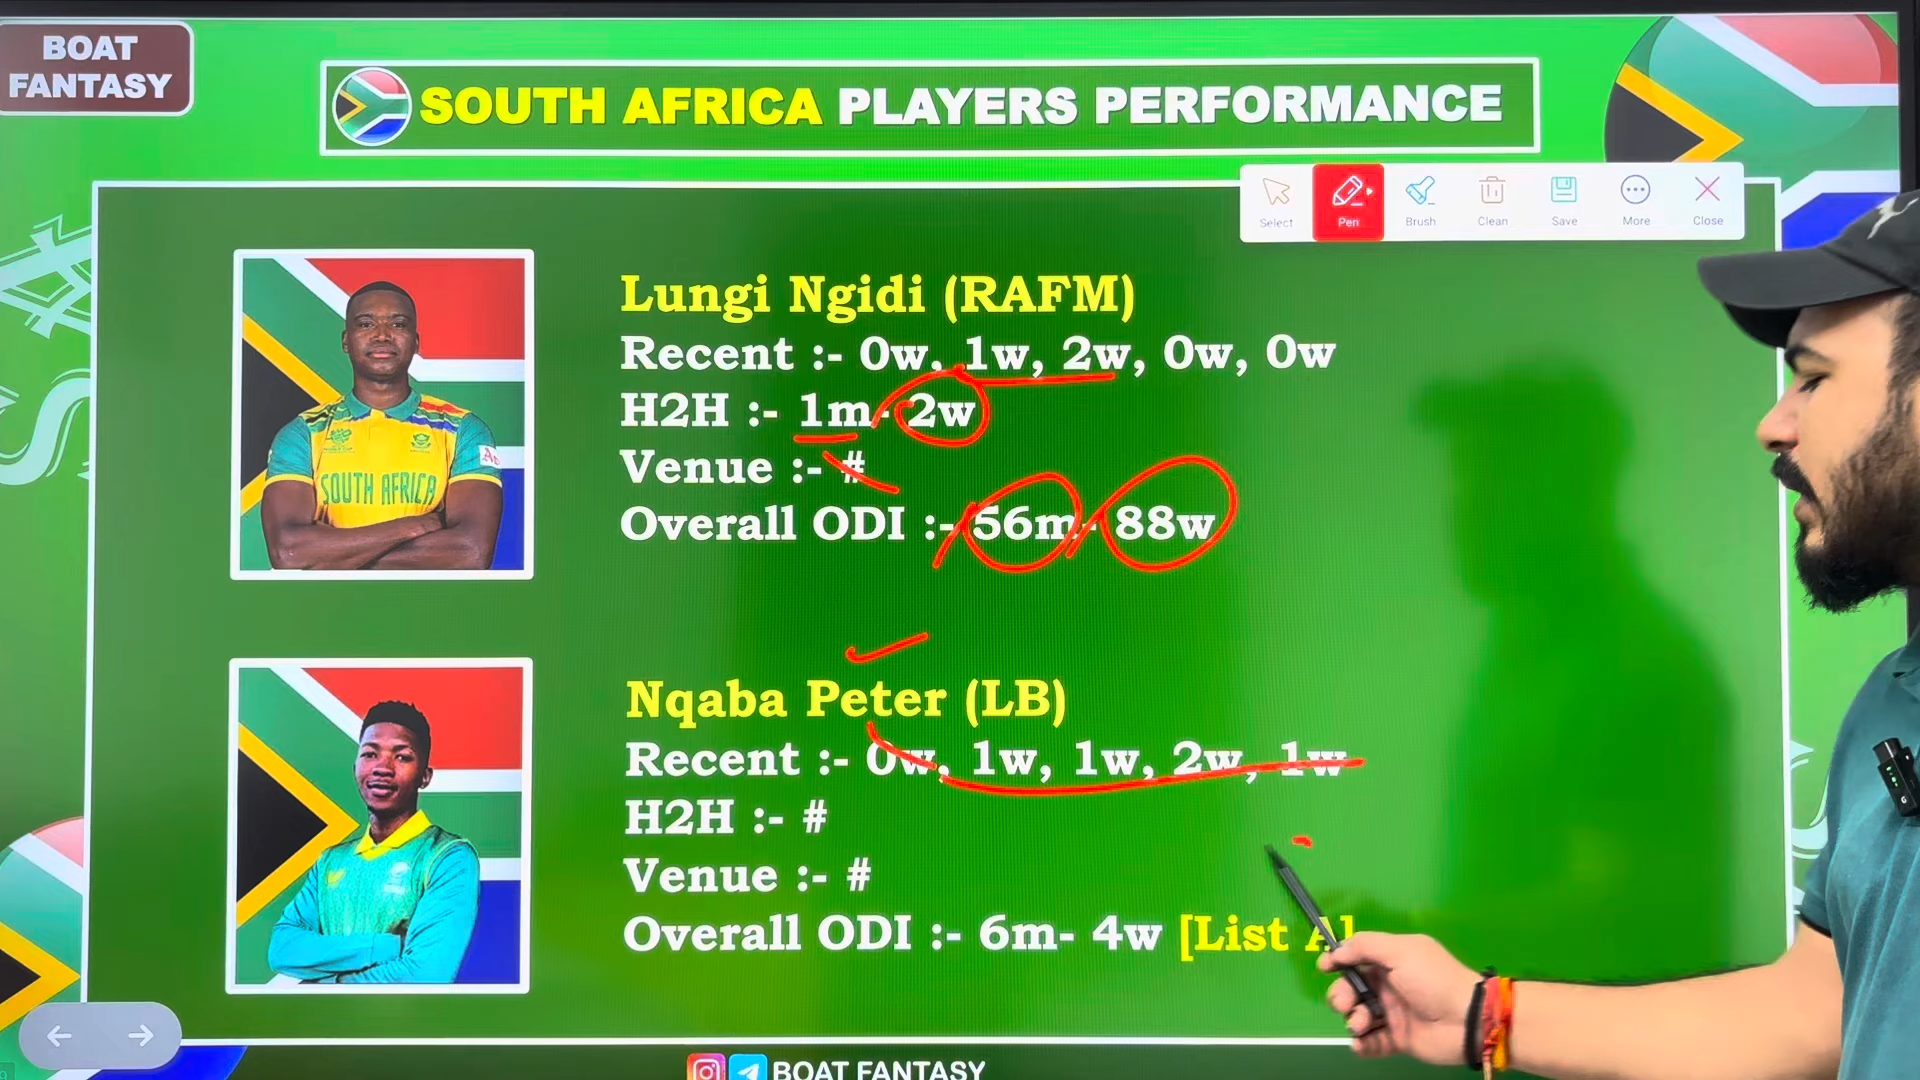 BOAT
FANTASY
SOUTH AFRICA PLAYERS PERFORMANCE
Select
Pen
Brush
Clean
Save
More
Close
Lungi Ngidi (RAFM)
Recent :- 0w, 1w, 2w, 0w, 0w
H2H :- 1m- 2w
Venue :- #
Overall ODI :- 56m- 88w
SOUTH AFRICA
Nqaba Peter (LB)
Recent :- 0w, 1w, 1w, 2w, 1w
H2H :- #
Venue :- #
Overall ODI :- 6m- 4w [List A]
BOAT FANTASY